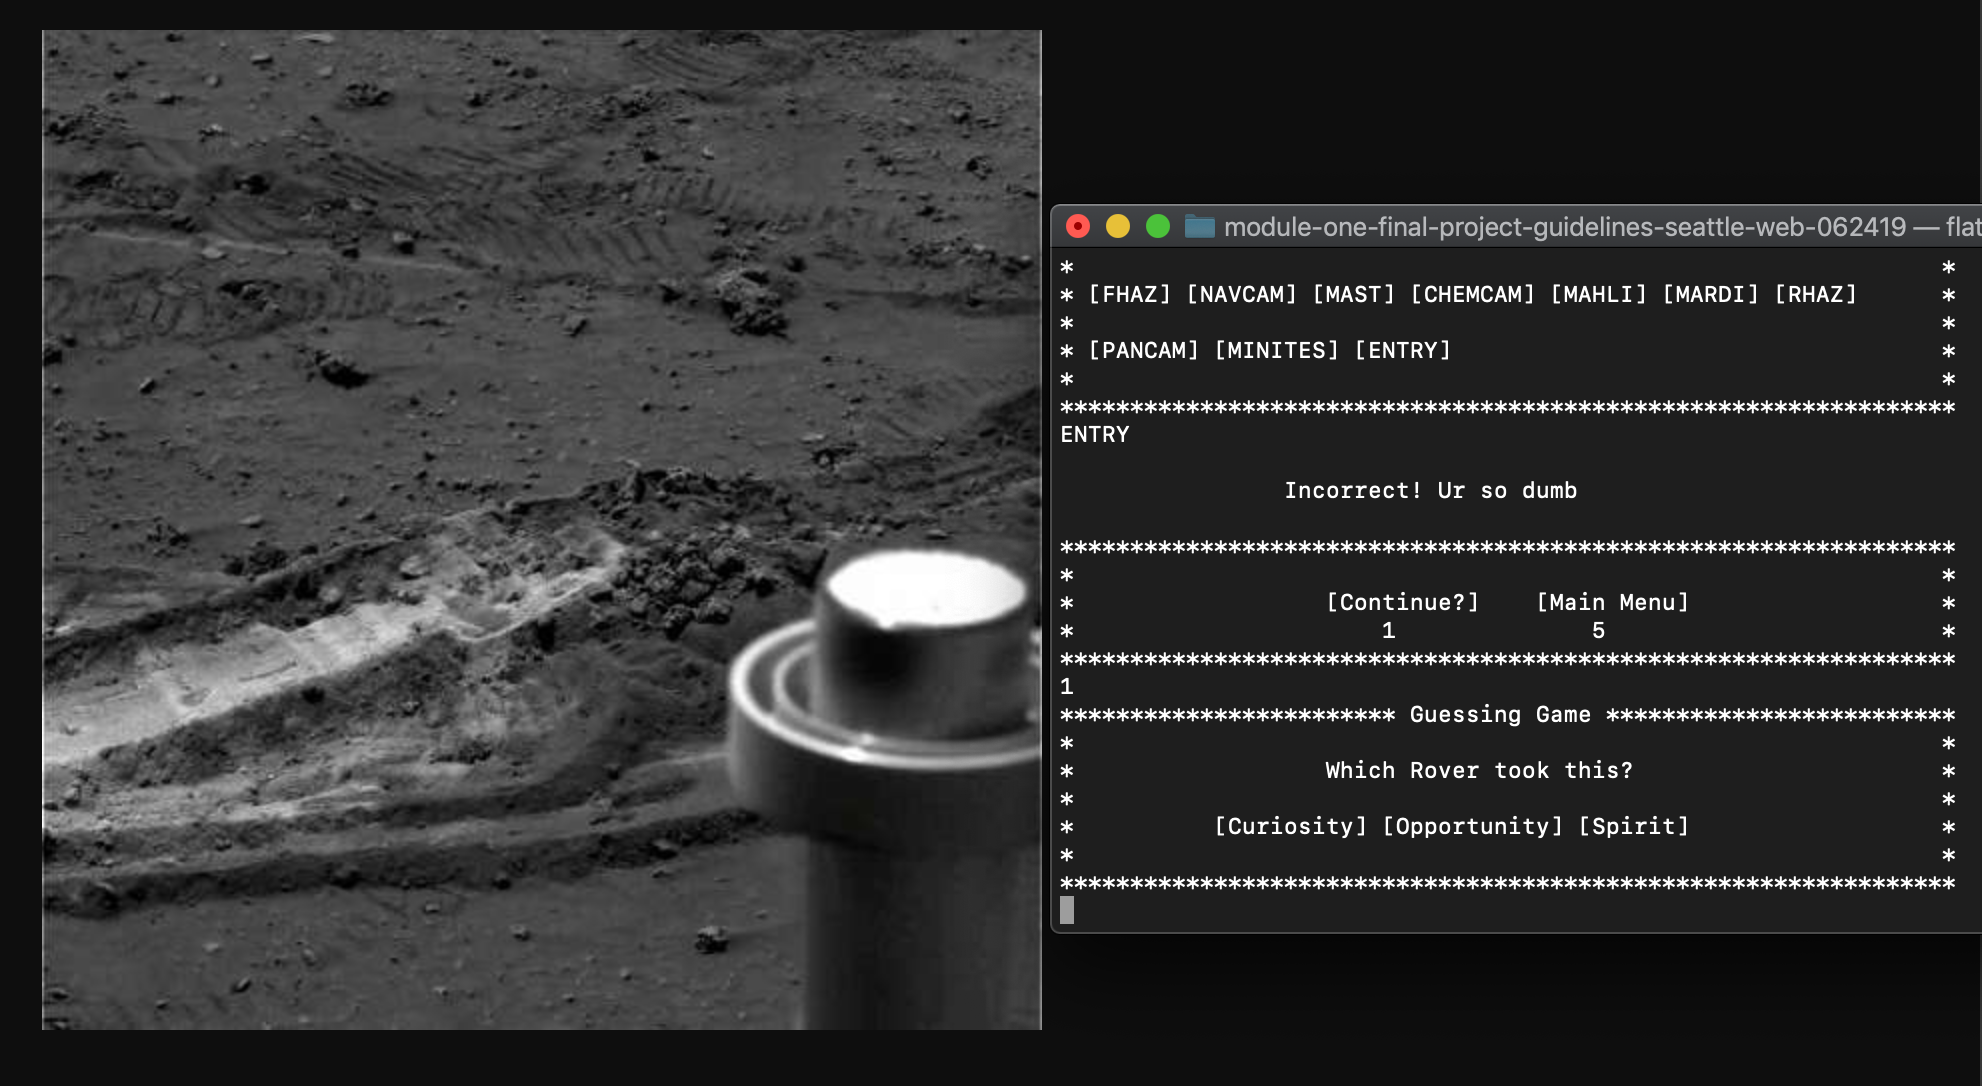 module-one-final-project-guidelines-seattle-web-062419 — flat
* *
* [FHAZ] [NAVCAM] [MAST] [CHEMCAM] [MAHLI] [MARDI] [RHAZ] *
* *
* [PANCAM] [MINITES] [ENTRY] *
* *
****************************************************************
ENTRY
Incorrect! Ur so dumb
****************************************************************
* *
* [Continue?] [Main Menu] *
* 1 5 *
****************************************************************
1
************************ Guessing Game *************************
* *
* Which Rover took this? *
* *
* [Curiosity] [Opportunity] [Spirit] *
* *
****************************************************************